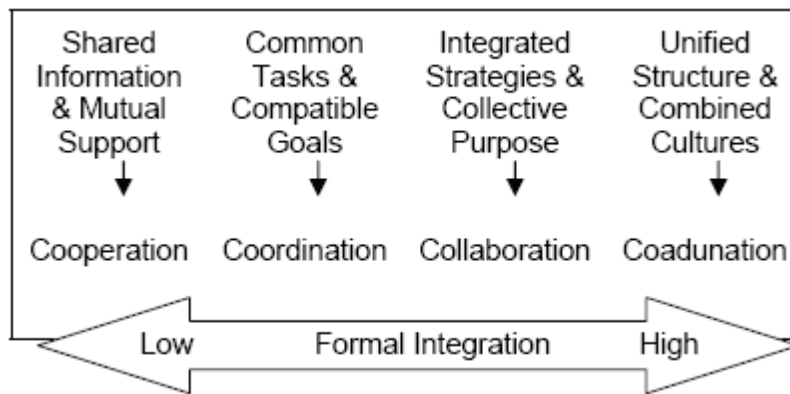 Shared
Information
& Mutual
Support
Common
Tasks &
Compatible
Goals
Integrated
Strategies &
Collective
Purpose
Unified
Structure &
Combined
Cultures
Cooperation
Coordination
Collaboration
Coadunation
Low
Formal Integration
High